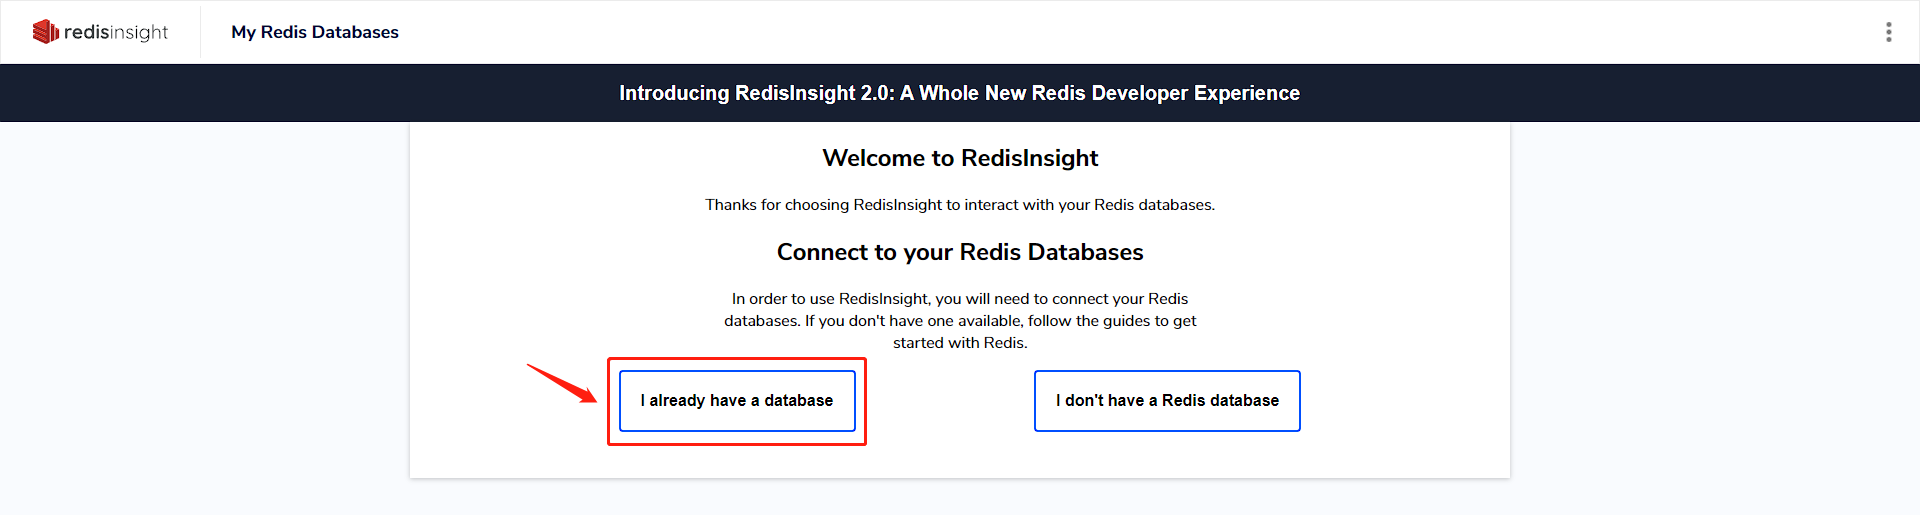 redisinsight
My Redis Databases
Introducing RedisInsight 2.0: A Whole New Redis Developer Experience
Welcome to RedisInsight
Thanks for choosing RedisInsight to interact with your Redis databases.
Connect to your Redis Databases
In order to use RedisInsight, you will need to connect your Redis
databases. If you don't have one available, follow the guides to get
started with Redis.
I already have a database
I don't have a Redis database